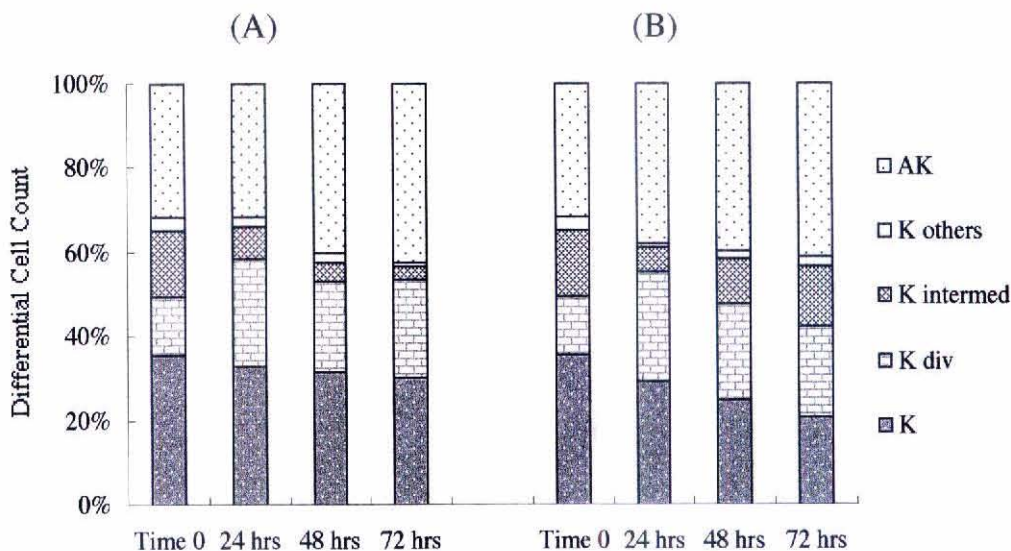 (A) (B)
100%
80%
60%
40%
20%
0%
Differential Cell Count
Time 0 24 hrs 48 hrs 72 hrs Time 0 24 hrs 48 hrs 72 hrs
AK
K others
K intermed
K div
K